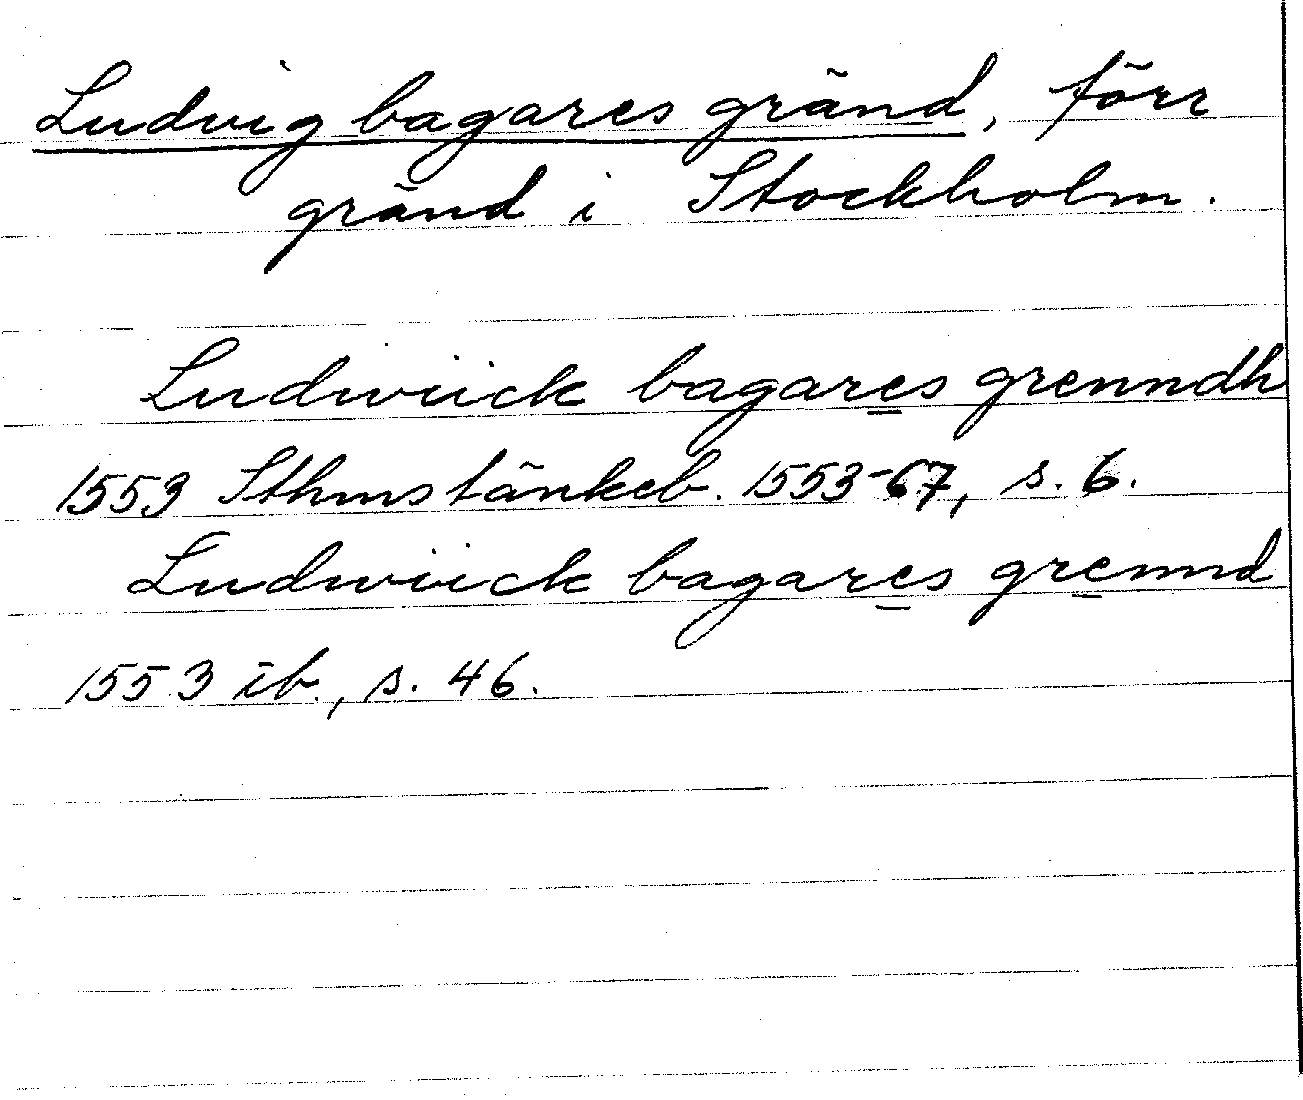 Ludvig bagares gränd, förr
gränd i Stockholm.
Ludwiick bagares grenndh
1553 Sthms tänkeb. 1553-67, s. 6.
Ludwiick bagares grennd
1553 ib., s. 46.